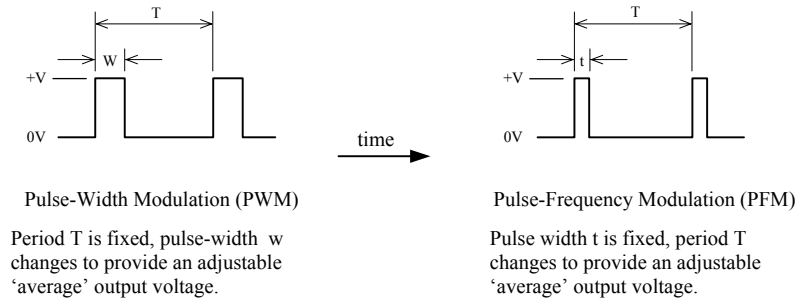 T
W
+V
0V
Pulse-Width Modulation (PWM)
Period T is fixed, pulse-width w
changes to provide an adjustable
‘average’ output voltage.
time
T
t
+V
0V
Pulse-Frequency Modulation (PFM)
Pulse width t is fixed, period T
changes to provide an adjustable
‘average’ output voltage.